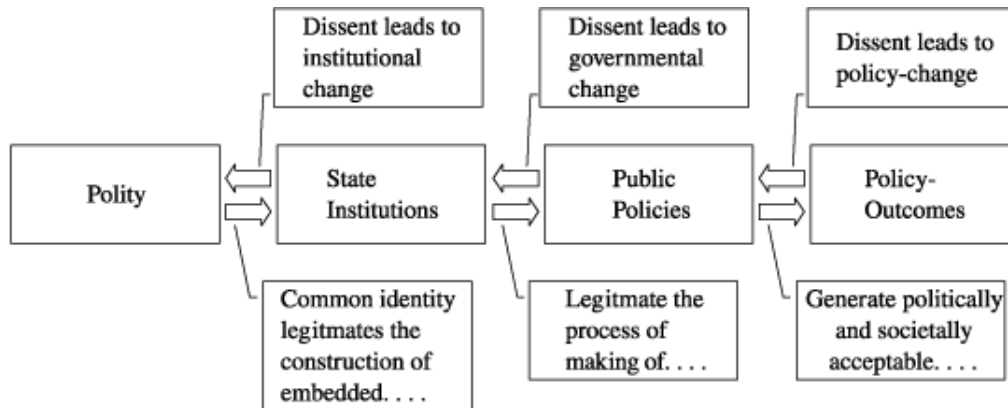 Dissent leads to
institutional
change
Dissent leads to
governmental
change
Dissent leads to
policy-change
Polity
State
Institutions
Public
Policies
Policy-
Outcomes
Common identity
legitmates the
construction of
embedded. . . .
Legitmate the
process of
making of. . . .
Generate politically
and societally
acceptable. . . .